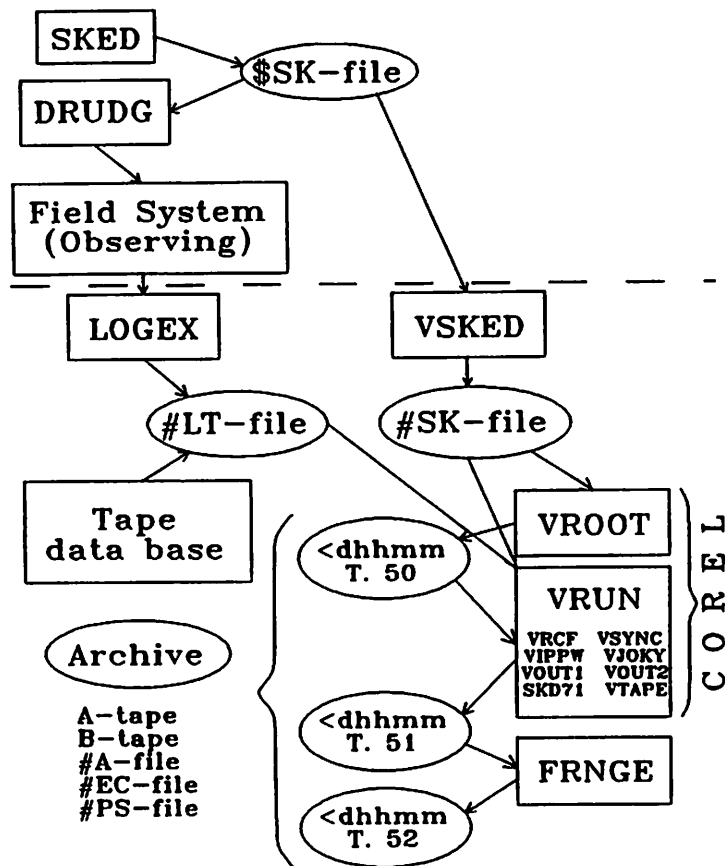 SKED
$SK-file
DRUDG
Field System
(Observing)
LOGEX
VSKED
#LT-file
#SK-file
Tape
data base
<dhhmm
T. 50
VROOT
VRUN
VRCF VSYNC
VIPPW VJOKY
VOUT1 VOUT2
SKD71 VTAPE
COREL
Archive
A-tape
B-tape
#A-file
#EC-file
#PS-file
<dhhmm
T. 51
FRNGE
<dhhmm
T. 52